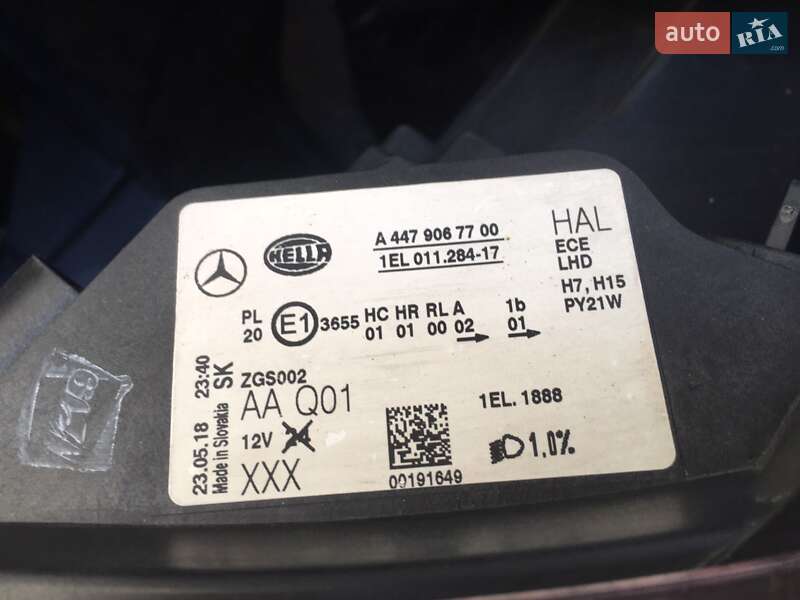 auto RIA .com
HELLA
A 447 906 77 00
1EL 011.284-17
HAL
ECE
LHD
H7, H15
PY21W
PL
20
E1
3655
HC HR RL A
01 01 00 02
1b
01
ZGS002
AA Q01
12V
XXX
23.05.18 23:40
Made in Slovakia SK
00191649
1EL. 1888
1.0%